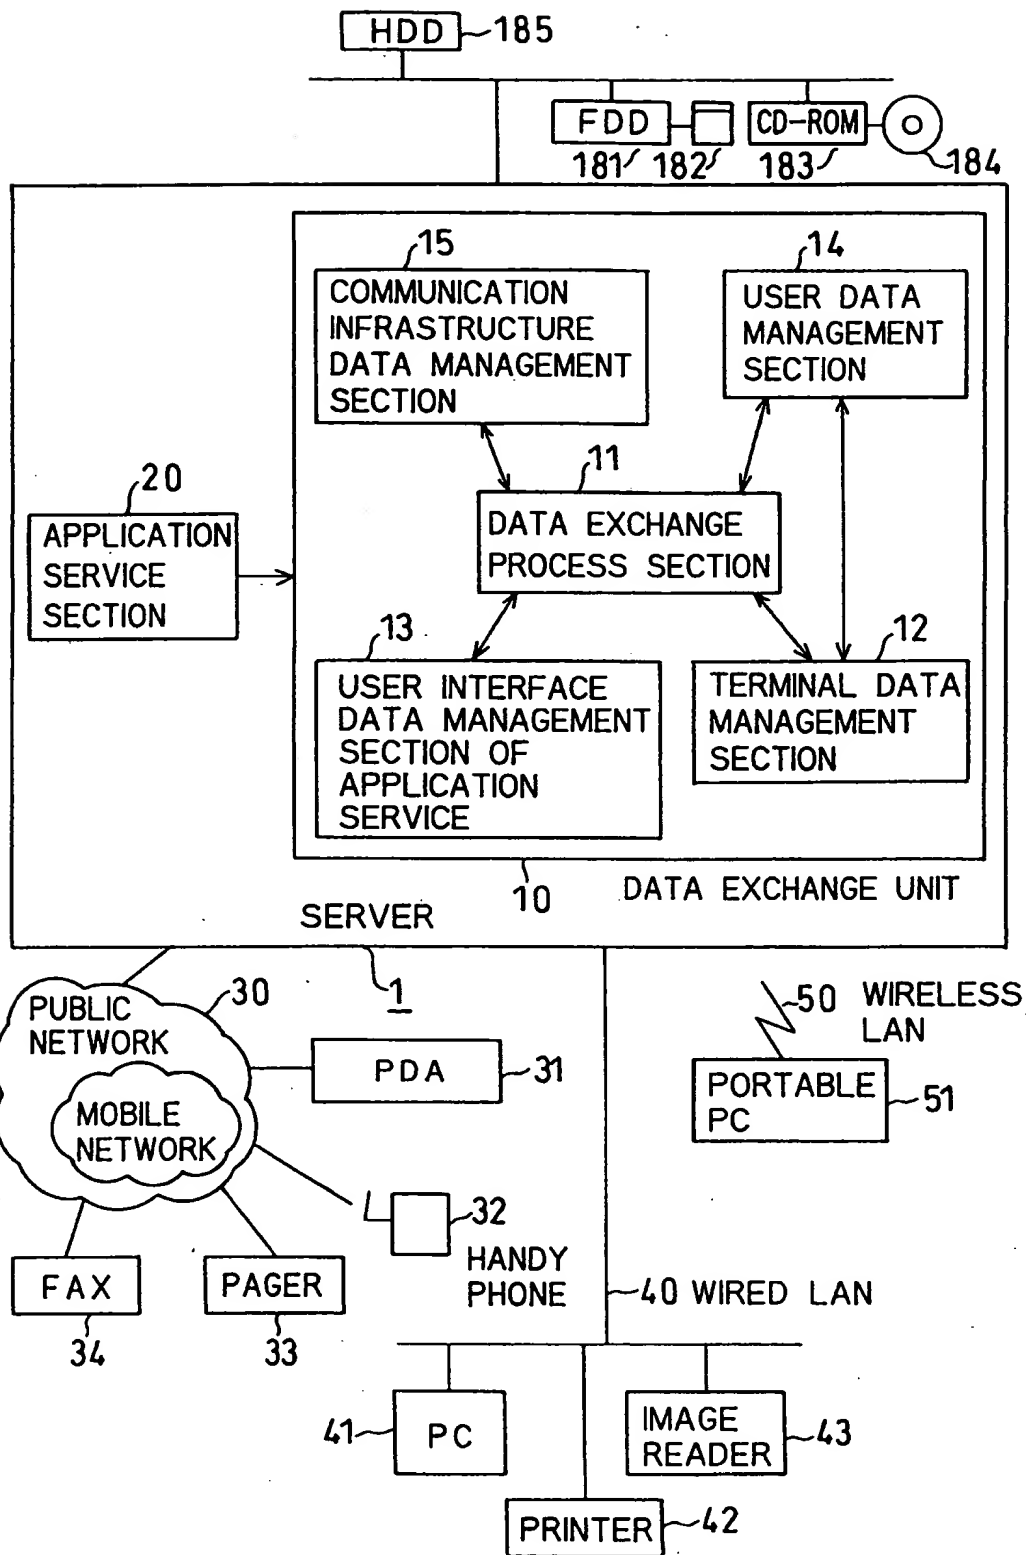 HDD 185
FDD
CD-ROM
181 182 183 184
15
COMMUNICATION
INFRASTRUCTURE
DATA MANAGEMENT
SECTION
14
USER DATA
MANAGEMENT
SECTION
20
APPLICATION
SERVICE
SECTION
11
DATA EXCHANGE
PROCESS SECTION
13
USER INTERFACE
DATA MANAGEMENT
SECTION OF
APPLICATION
SERVICE
12
TERMINAL DATA
MANAGEMENT
SECTION
10
DATA EXCHANGE UNIT
SERVER
1
PUBLIC
NETWORK
30
MOBILE
NETWORK
PDA 31
50 WIRELESS
LAN
PORTABLE
PC
51
32
HANDY
PHONE
FAX
34
PAGER
33
40 WIRED LAN
41 PC
IMAGE
READER
43
PRINTER 42